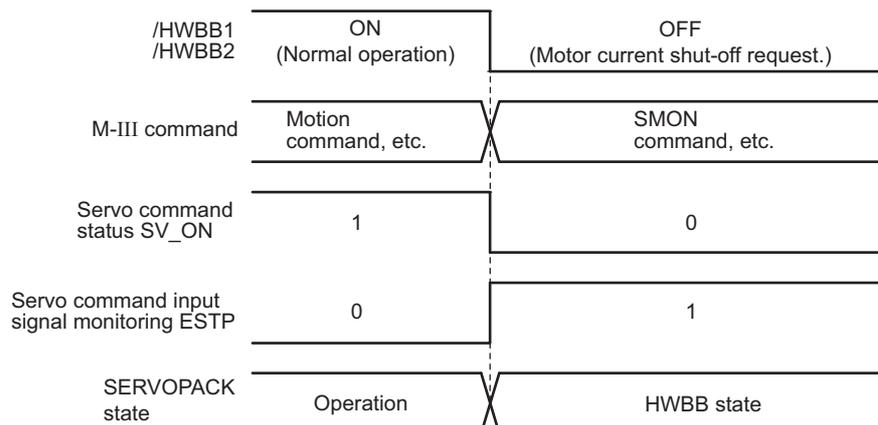 /HWBB1
/HWBB2
ON
(Normal operation)
OFF
(Motor current shut-off request.)
M-III command
Motion
command, etc.
SMON
command, etc.
Servo command
status SV_ON
1
0
Servo command input
signal monitoring ESTP
0
1
SERVOPACK
state
Operation
HWBB state